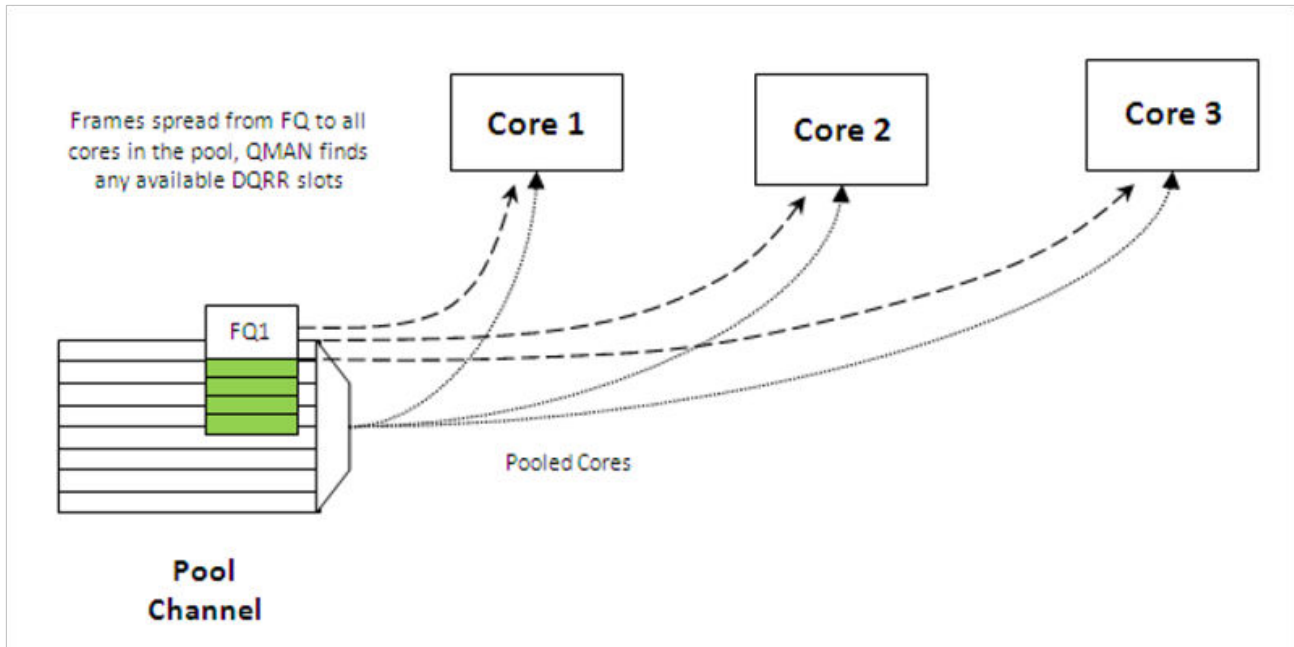 Frames spread from FQ to all
cores in the pool, QMAN finds
any available DQRR slots
Core 1
Core 2
Core 3
FQ1
Pooled Cores
Pool
Channel